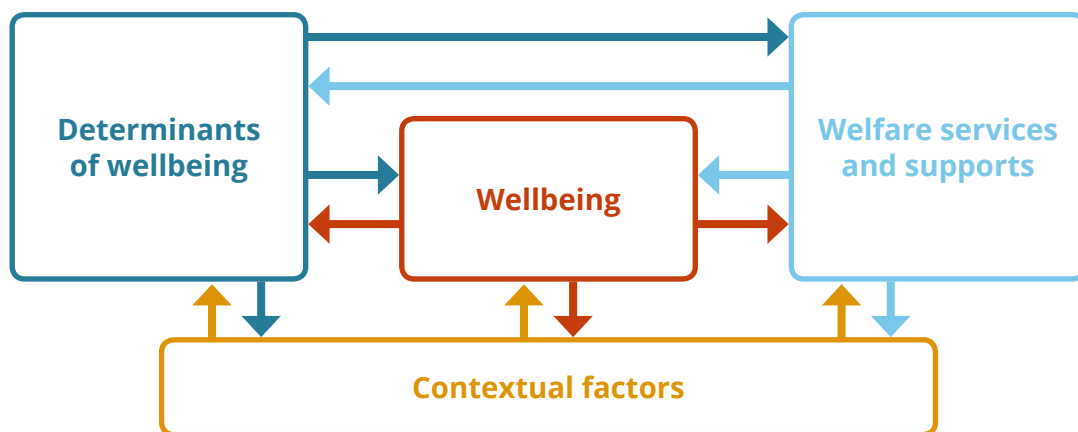 Determinants
of wellbeing
Wellbeing
Welfare services
and supports
Contextual factors